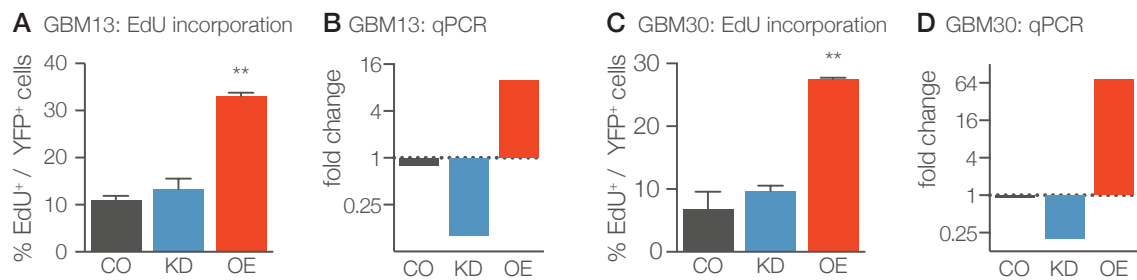 A GBM13: EdU incorporation
% EdU⁺ / YFP⁺ cells
40
30
20
10
0
**
CO KD OE
B GBM13: qPCR
fold change
16
4
1
0.25
CO KD OE
C GBM30: EdU incorporation
% EdU⁺ / YFP⁺ cells
30
20
10
0
**
CO KD OE
D GBM30: qPCR
fold change
64
16
4
1
0.25
CO KD OE